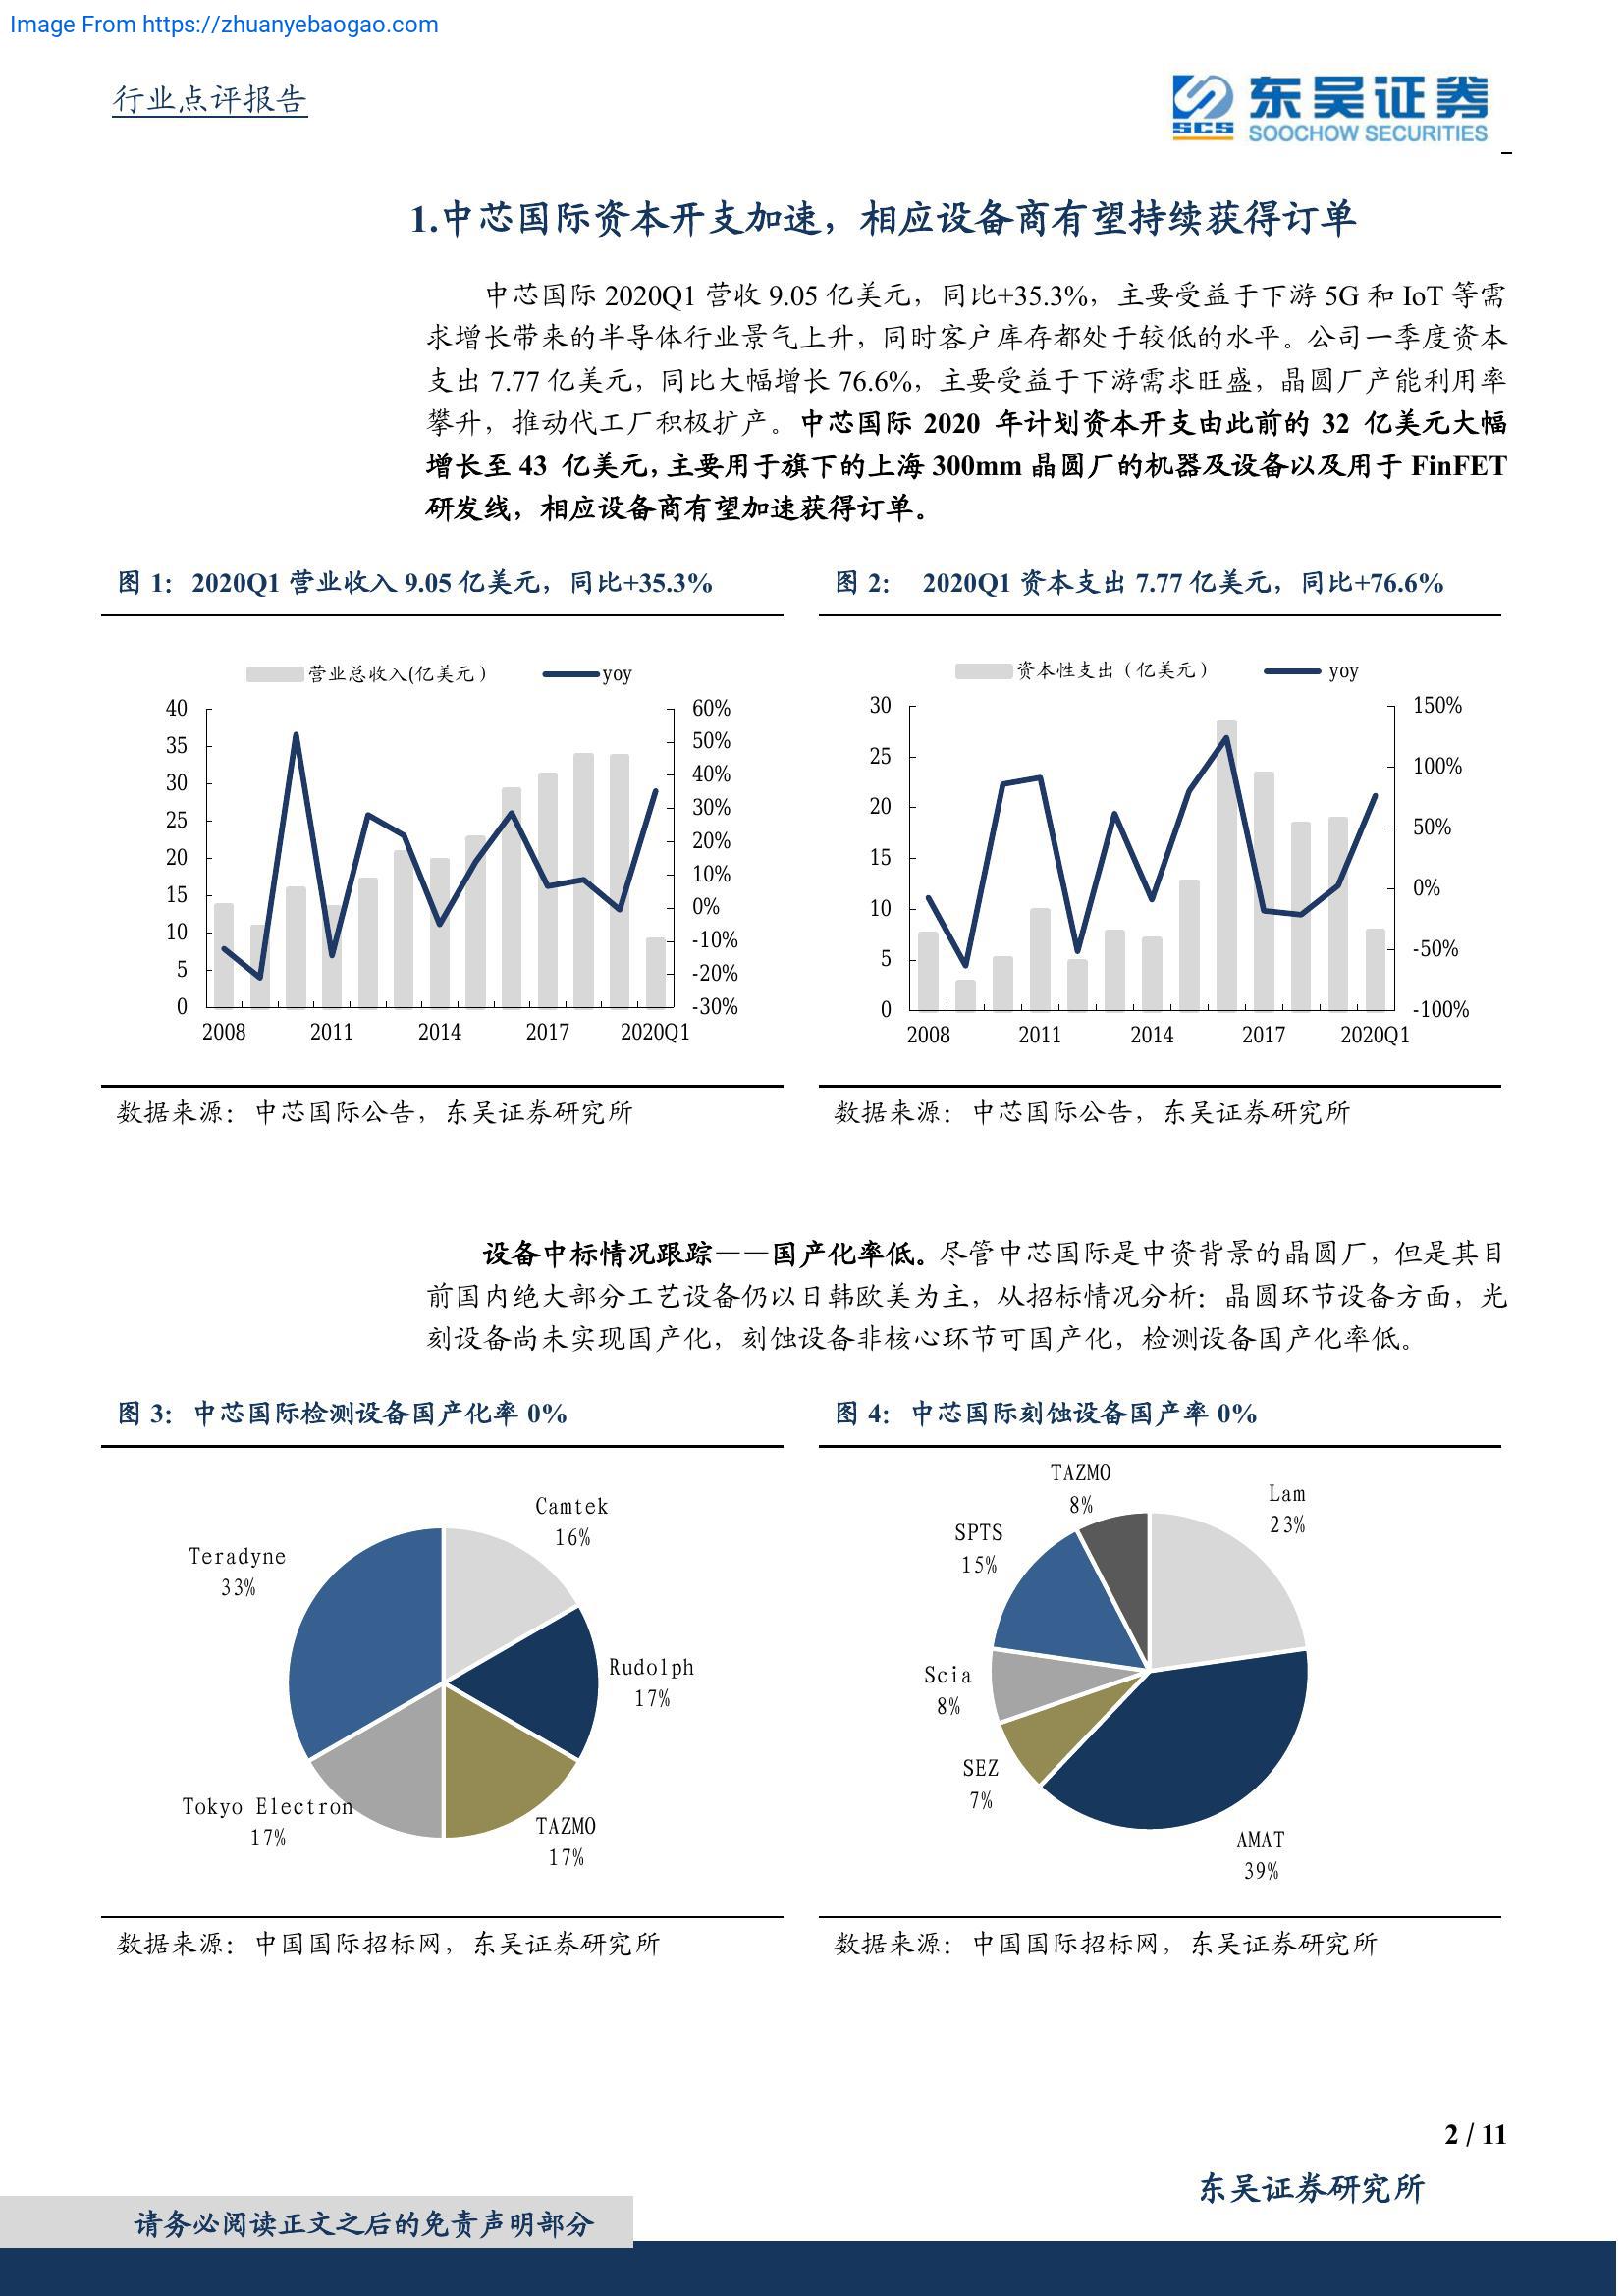 Image From https://zhuanyebaogao.com
行业点评报告
SCS
东吴证券
SOOCHOW SECURITIES
1.中芯国际资本开支加速，相应设备商有望持续获得订单
中芯国际 2020Q1 营收 9.05 亿美元，同比+35.3%，主要受益于下游 5G 和 IoT 等需
求增长带来的半导体行业景气上升，同时客户库存都处于较低的水平。公司一季度资本
支出 7.77 亿美元，同比大幅增长 76.6%，主要受益于下游需求旺盛，晶圆厂产能利用率
攀升，推动代工厂积极扩产。中芯国际 2020 年计划资本开支由此前的 32 亿美元大幅
增长至 43 亿美元，主要用于旗下的上海 300mm 晶圆厂的机器及设备以及用于 FinFET
研发线，相应设备商有望加速获得订单。
图 1：2020Q1 营业收入 9.05 亿美元，同比+35.3%
营业总收入(亿美元）
yoy
40
35
30
25
20
15
10
5
0
60%
50%
40%
30%
20%
10%
0%
-10%
-20%
-30%
2008 2011 2014 2017 2020Q1
数据来源：中芯国际公告，东吴证券研究所
图 2： 2020Q1 资本支出 7.77 亿美元，同比+76.6%
资本性支出（亿美元）
yoy
30
25
20
15
10
5
0
150%
100%
50%
0%
-50%
-100%
2008 2011 2014 2017 2020Q1
数据来源：中芯国际公告，东吴证券研究所
设备中标情况跟踪——国产化率低。尽管中芯国际是中资背景的晶圆厂，但是其目
前国内绝大部分工艺设备仍以日韩欧美为主，从招标情况分析：晶圆环节设备方面，光
刻设备尚未实现国产化，刻蚀设备非核心环节可国产化，检测设备国产化率低。
图 3：中芯国际检测设备国产化率 0%
Camtek
16%
Teradyne
33%
Rudolph
17%
Tokyo Electron
17%
TAZMO
17%
数据来源：中国国际招标网，东吴证券研究所
图 4：中芯国际刻蚀设备国产率 0%
TAZMO
8%
Lam
23%
SPTS
15%
Scia
8%
SEZ
7%
AMAT
39%
数据来源：中国国际招标网，东吴证券研究所
2 / 11
东吴证券研究所
请务必阅读正文之后的免责声明部分